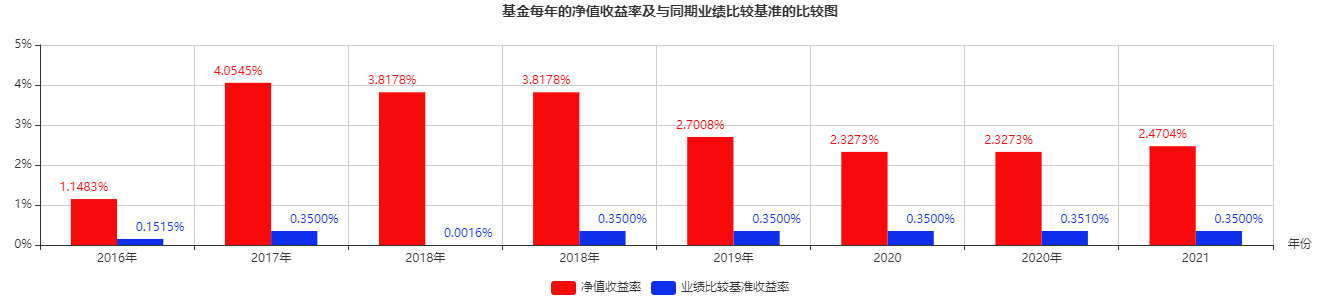 基金每年的净值收益率及与同期业绩比较基准的比较图
5%
4%
3%
2%
1%
0%
1.1483%
0.1515%
4.0545%
0.3500%
3.8178%
0.0016%
3.8178%
0.3500%
2.7008%
0.3500%
2.3273%
0.3500%
2.3273%
0.3510%
2.4704%
0.3500%
2016年
2017年
2018年
2018年
2019年
2020
2020年
2021
年份
净值收益率
业绩比较基准收益率